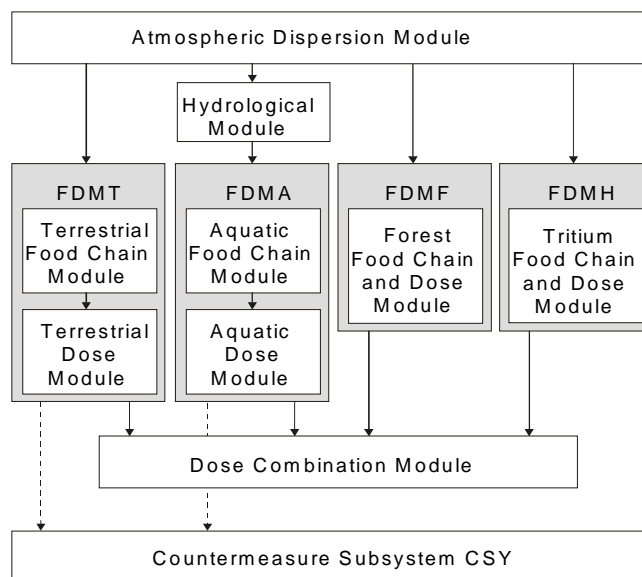 Atmospheric Dispersion Module
Hydrological
Module
FDMT
FDMA
FDMF
FDMH
Terrestrial
Food Chain
Module
Aquatic
Food Chain
Module
Forest
Food Chain
and Dose
Module
Tritium
Food Chain
and Dose
Module
Terrestrial
Dose
Module
Aquatic
Dose
Module
Dose Combination Module
Countermeasure Subsystem CSY